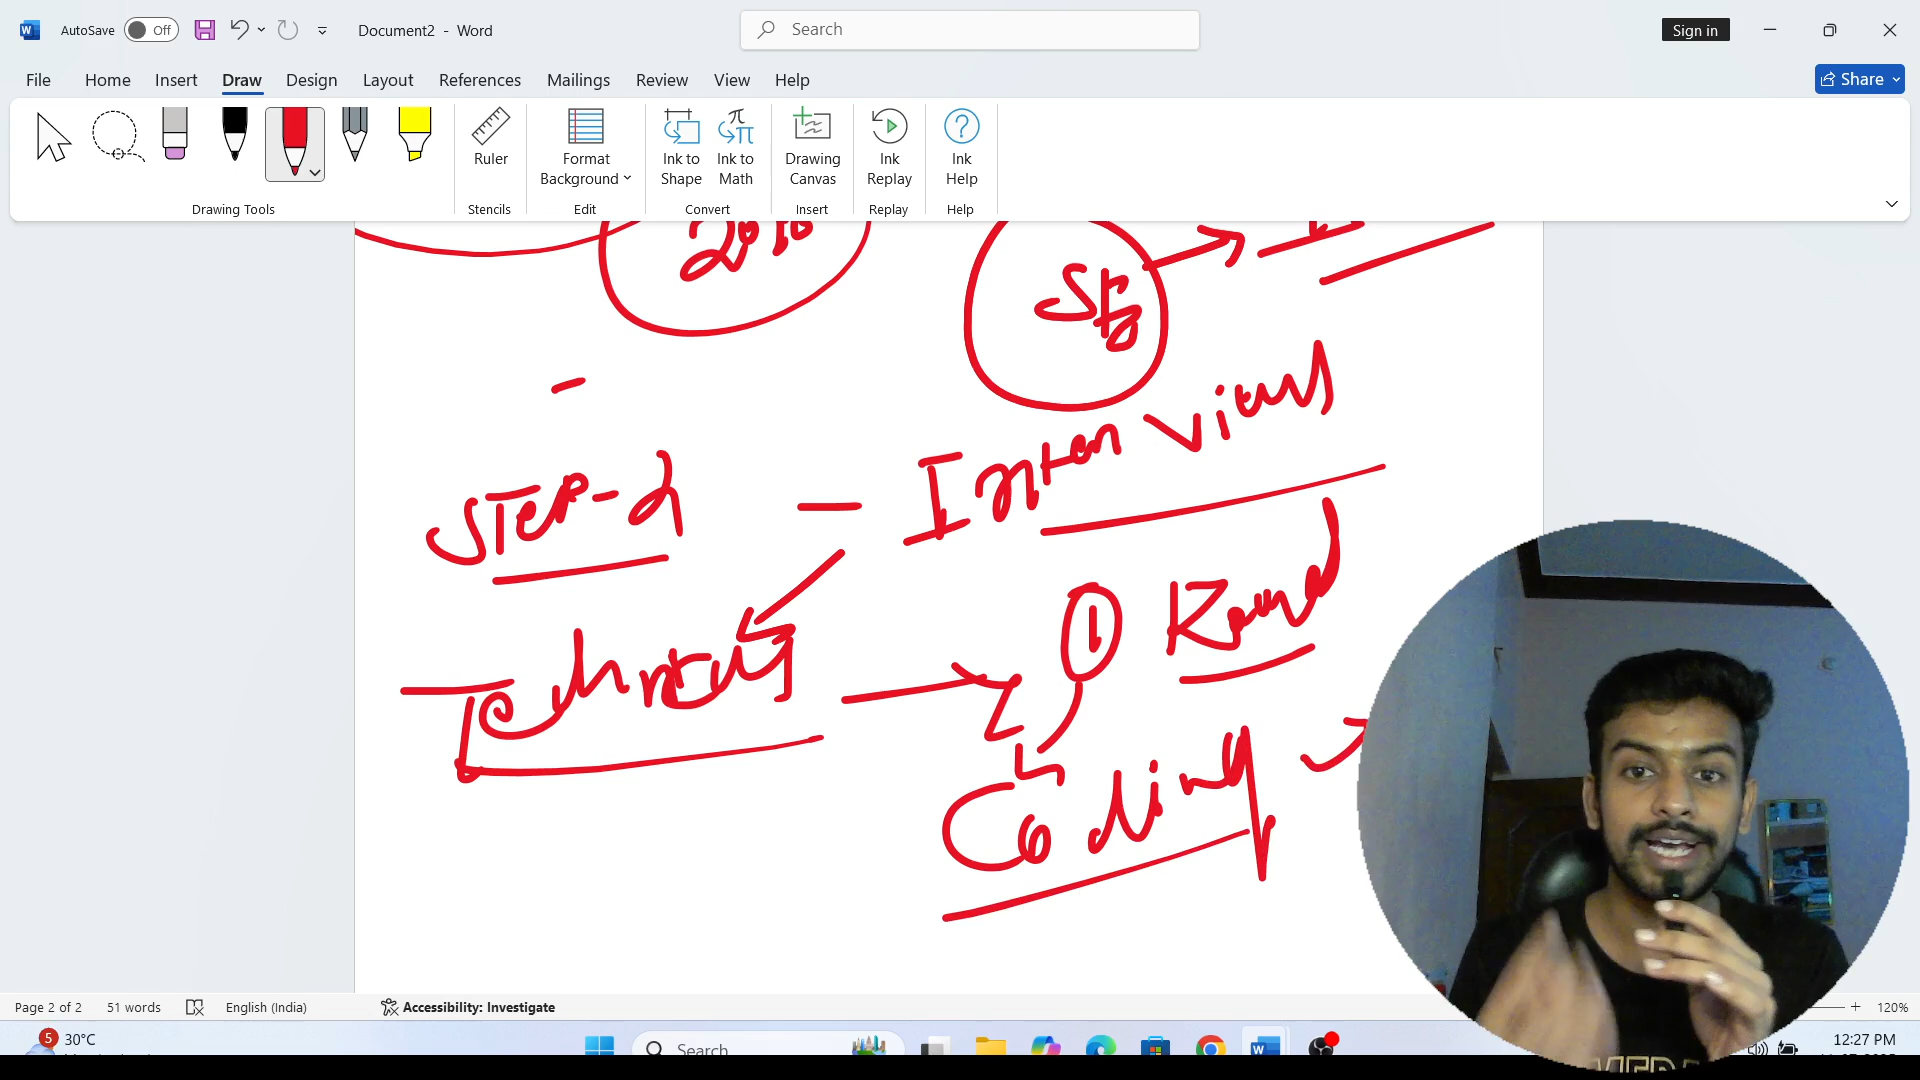 AutoSave Off Document2 - Word Search Sign in
File Home Insert Draw Design Layout References Mailings Review View Help Share
Ruler Format Background Ink to Shape Ink to Math Drawing Canvas Ink Replay Ink Help
Drawing Tools Stencils Edit Convert Insert Replay Help
STEP-2 - Interviews
1 Round
Coding
Page 2 of 2 51 words English (India) Accessibility: Investigate 120%
5 30°C Search 12:27 PM